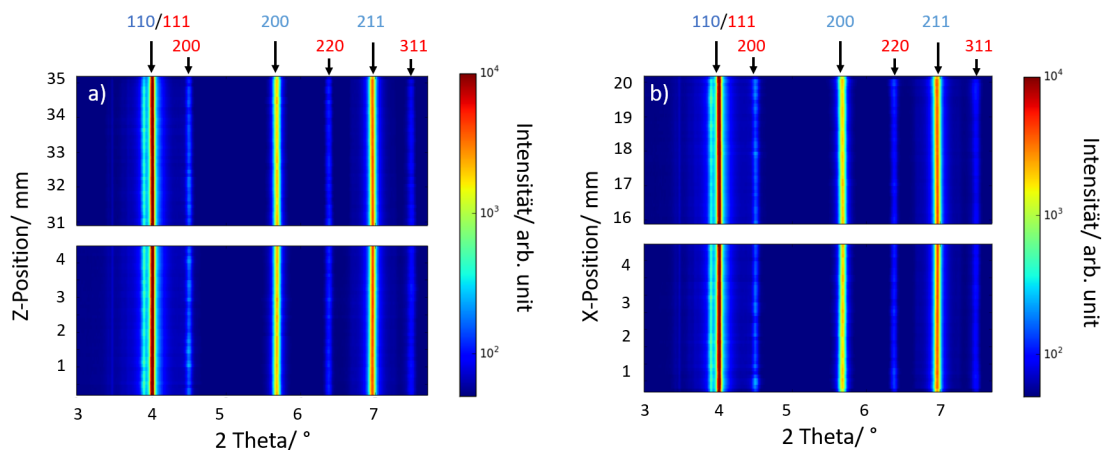 110/111 200 211
200 220 311
a)
35
34
33
32
31
4
3
2
1
Z-Position/ mm
3 4 5 6 7
2 Theta/ °
10⁴
10³
10²
Intensität/ arb. unit
110/111 200 211
200 220 311
b)
20
19
18
17
16
4
3
2
1
X-Position/ mm
3 4 5 6 7
2 Theta/ °
10⁴
10³
10²
Intensität/ arb. unit